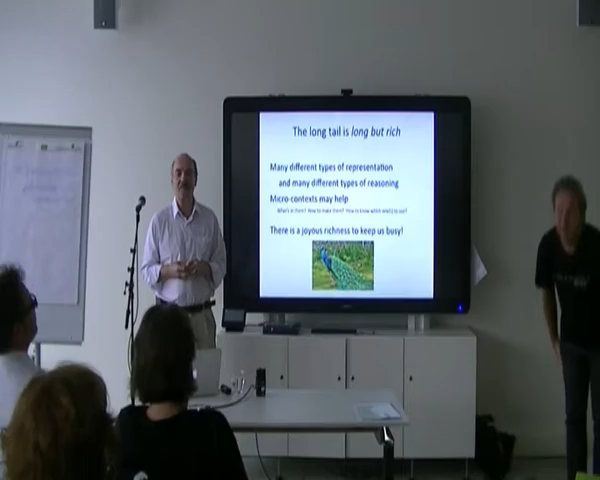 The long tail is long but rich
Many different types of representation
and many different types of reasoning
Micro-contexts may help
What's in them? How to make them? How to know which one(s) to use?
There is a joyous richness to keep us busy!